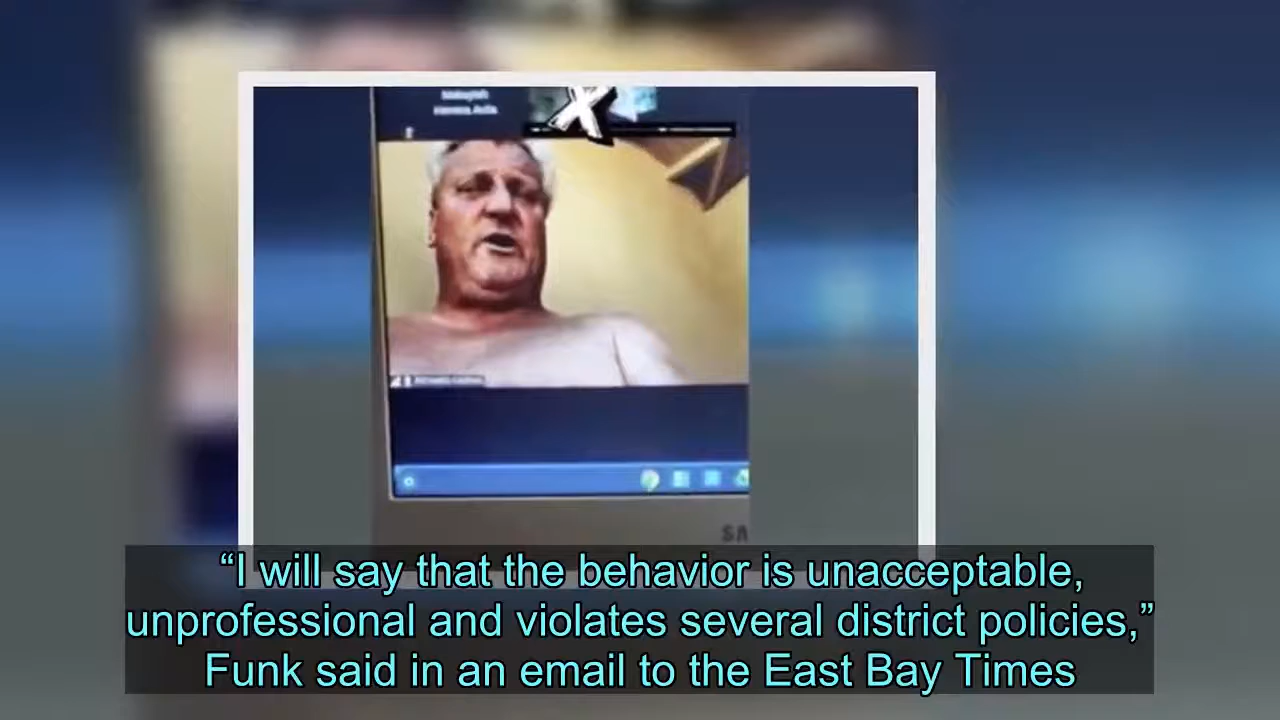 X
SA
“I will say that the behavior is unacceptable,
unprofessional and violates several district policies,”
Funk said in an email to the East Bay Times